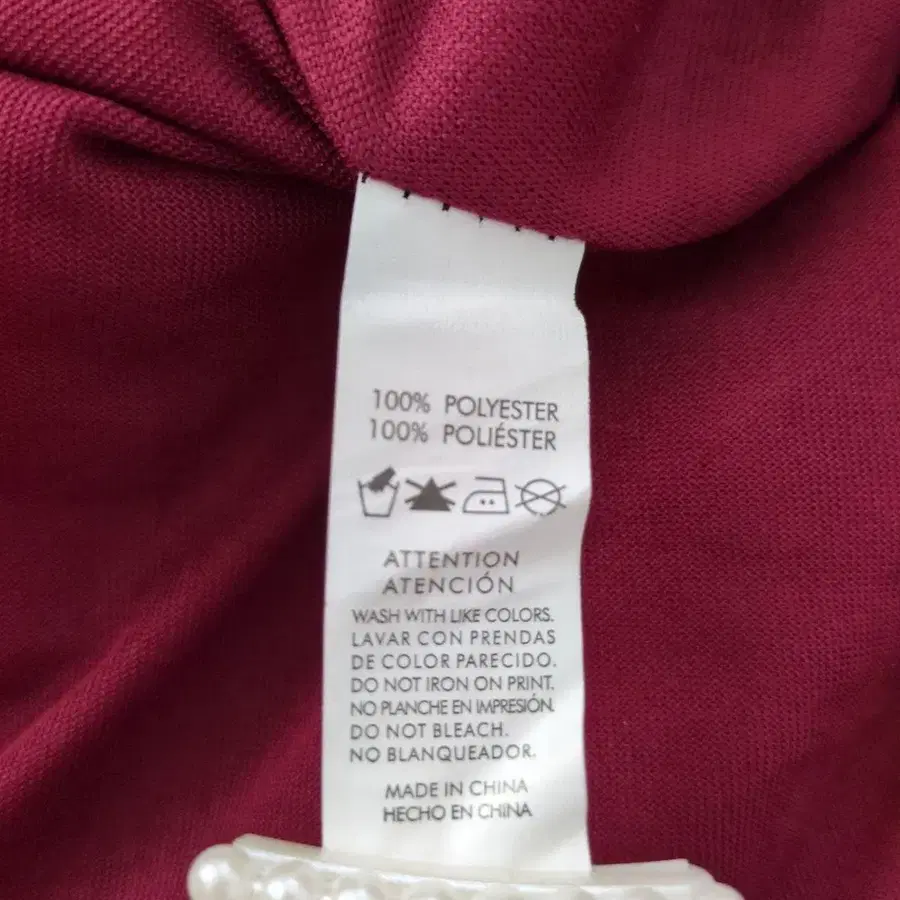 100% POLYESTER
100% POLIÉSTER
ATTENTION
ATENCIÓN
WASH WITH LIKE COLORS.
LAVAR CON PRENDAS
DE COLOR PARECIDO.
DO NOT IRON ON PRINT.
NO PLANCHE EN IMPRESIÓN.
DO NOT BLEACH.
NO BLANQUEADOR.
MADE IN CHINA
HECHO EN CHINA